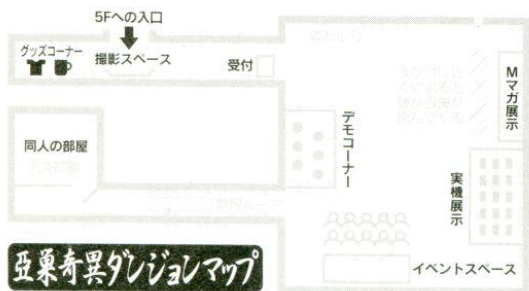 5Fへの入口
グッズコーナー
撮影スペース
受付
Mマガ展示
デモコーナー
同人の部屋
実機展示
イベントスペース
亞巣奇異ダンジョンマップ